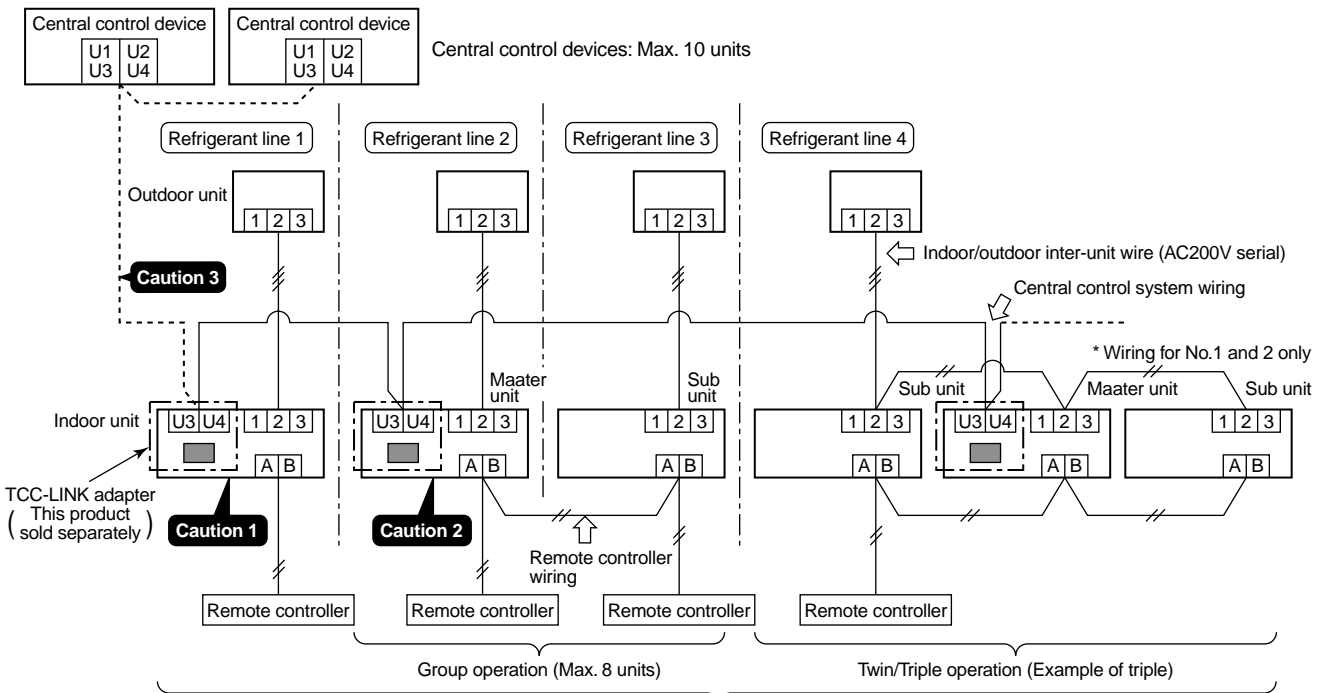 Central control device
U1 U2
U3 U4
Central control device
U1 U2
U3 U4
Central control devices: Max. 10 units
Refrigerant line 1
Refrigerant line 2
Refrigerant line 3
Refrigerant line 4
Outdoor unit
1 2 3
1 2 3
1 2 3
1 2 3
Indoor/outdoor inter-unit wire (AC200V serial)
Caution 3
Central control system wiring
* Wiring for No.1 and 2 only
Maater
unit
Sub
unit
Sub unit
Maater unit
Sub unit
Indoor unit
U3 U4 1 2 3
U3 U4 1 2 3
1 2 3
1 2 3
U3 U4 1 2 3
1 2 3
A B
A B
A B
A B
A B
A B
TCC-LINK adapter
( This product
sold separately )
Caution 1
Caution 2
Remote controller
wiring
Remote controller
Remote controller
Remote controller
Remote controller
Group operation (Max. 8 units)
Twin/Triple operation (Example of triple)